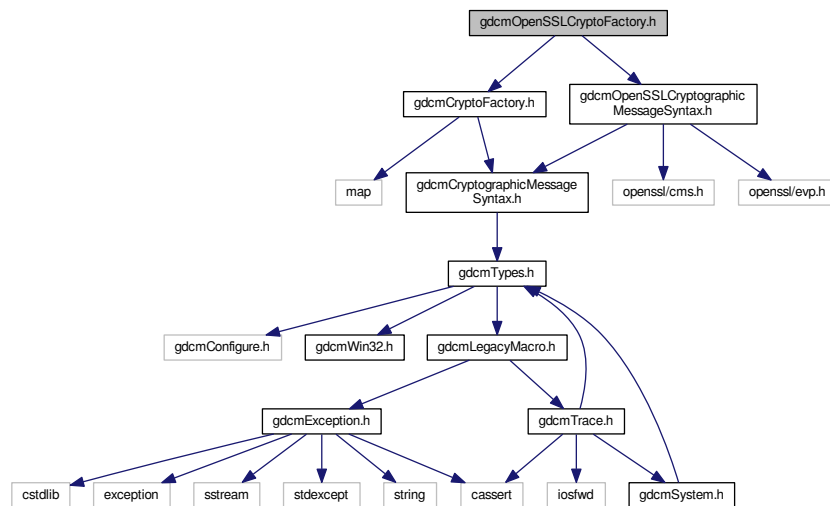 gdcmOpenSSLCryptoFactory.h
gdcmCryptoFactory.h
gdcmOpenSSLCryptographic
MessageSyntax.h
map
gdcmCryptographicMessage
Syntax.h
openssl/cms.h
openssl/evp.h
gdcmTypes.h
gdcmConfigure.h
gdcmWin32.h
gdcmLegacyMacro.h
gdcmException.h
gdcmTrace.h
cstdlib
exception
sstream
stdexcept
string
cassert
iosfwd
gdcmSystem.h